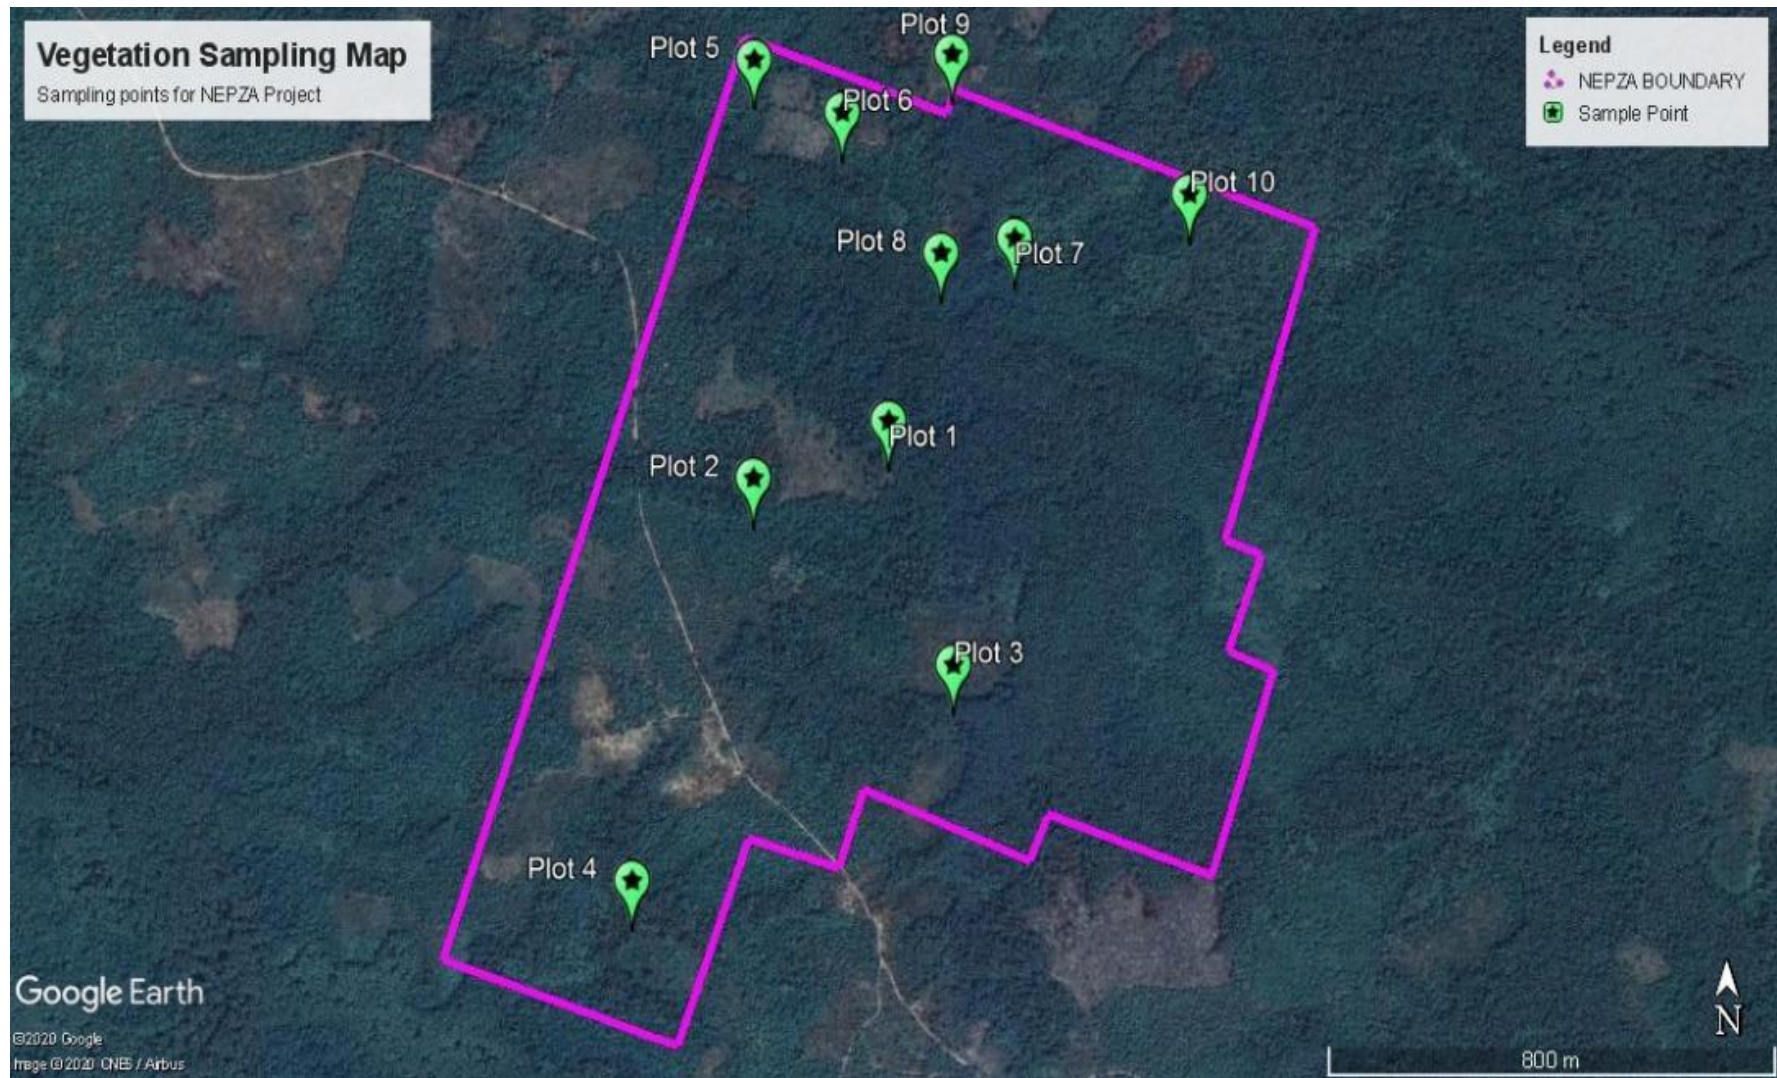 Vegetation Sampling Map
Sampling points for NEPZA Project
Legend
NEPZA BOUNDARY
Sample Point
Plot 9
Plot 5
Plot 6
Plot 10
Plot 8
Plot 7
Plot 1
Plot 2
Plot 3
Plot 4
Google Earth
©2020 Google
Image © 2020 CNES / Airbus
N
800 m